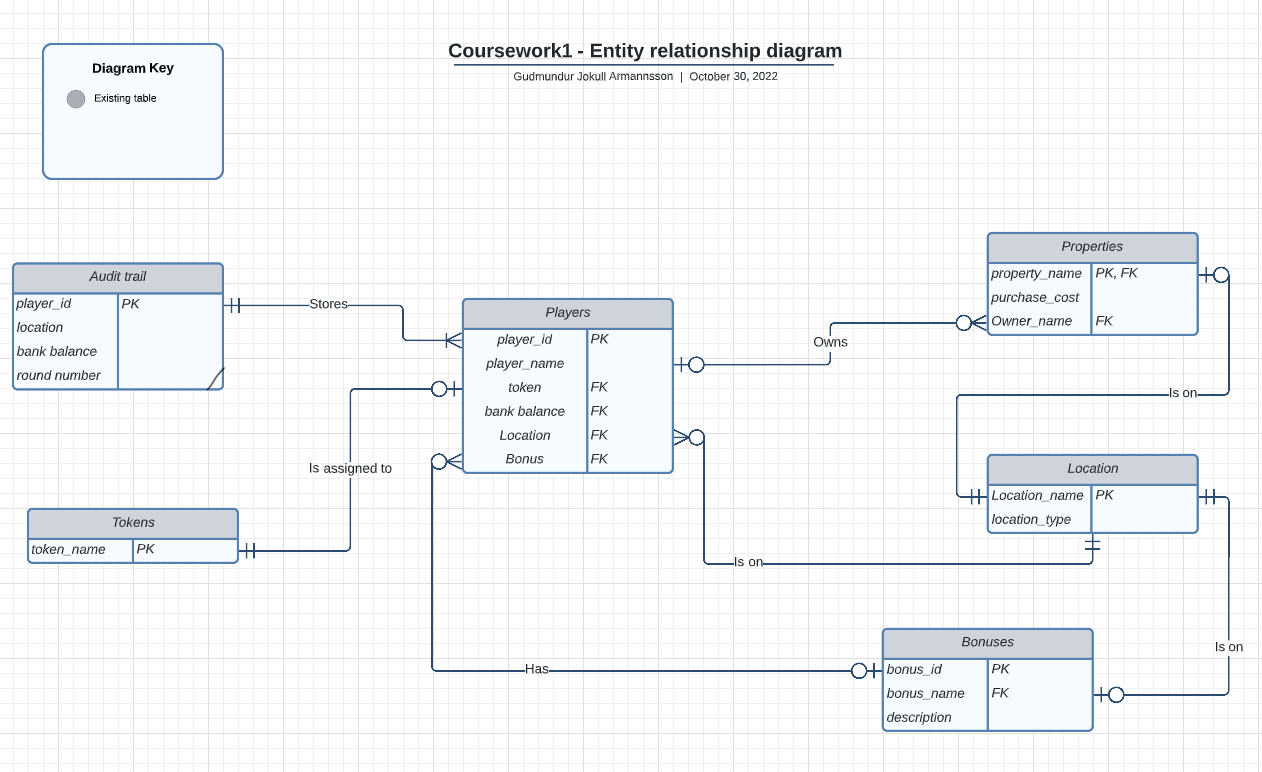 Coursework1 - Entity relationship diagram
Gudmundur Jokull Armannsson | October 30, 2022
Diagram Key
Existing table
Audit trail
player_id PK
location
bank balance
round number
Stores
Players
player_id PK
player_name
token FK
bank balance FK
Location FK
Bonus FK
Owns
Properties
property_name PK, FK
purchase_cost
Owner_name FK
Is on
Is assigned to
Tokens
token_name PK
Location
Location_name PK
location_type
Is on
Is on
Has
Bonuses
bonus_id PK
bonus_name FK
description